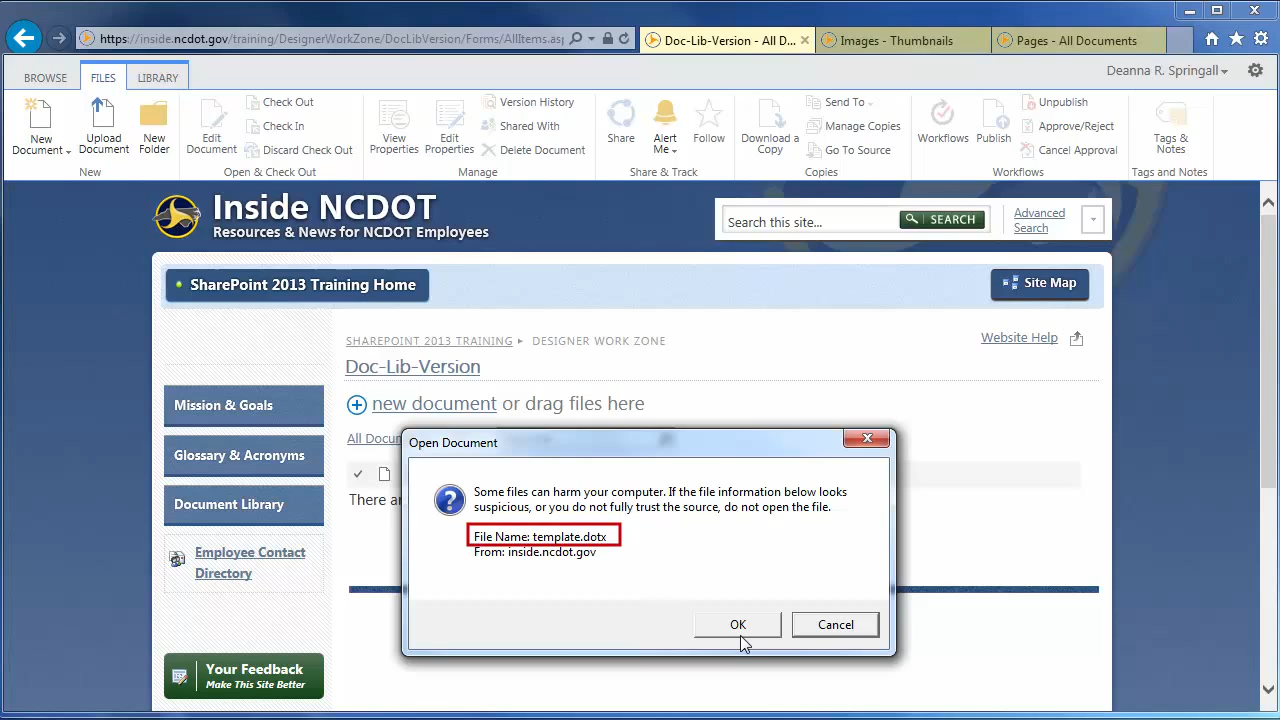 https://inside.ncdot.gov/training/DesignerWorkZone/DocLibVersion/Forms/AllItems.asp
Doc-Lib-Version - All D...
Images - Thumbnails
Pages - All Documents
BROWSE
FILES
LIBRARY
Deanna R. Springall
New Document
Upload Document
New Folder
New
Edit Document
Check Out
Check In
Discard Check Out
Open & Check Out
View Properties
Edit Properties
Version History
Shared With
Delete Document
Manage
Share
Alert Me
Follow
Share & Track
Download a Copy
Send To
Manage Copies
Go To Source
Copies
Workflows
Publish
Unpublish
Approve/Reject
Cancel Approval
Workflows
Tags & Notes
Tags and Notes
Inside NCDOT
Resources & News for NCDOT Employees
Search this site...
SEARCH
Advanced Search
SharePoint 2013 Training Home
Site Map
SHAREPOINT 2013 TRAINING
DESIGNER WORK ZONE
Website Help
Doc-Lib-Version
new document or drag files here
Mission & Goals
Glossary & Acronyms
Document Library
Employee Contact
Directory
Your Feedback
Make This Site Better
All Docu
There ar
Open Document
Some files can harm your computer. If the file information below looks
suspicious, or you do not fully trust the source, do not open the file.
File Name: template.dotx
From: inside.ncdot.gov
OK
Cancel